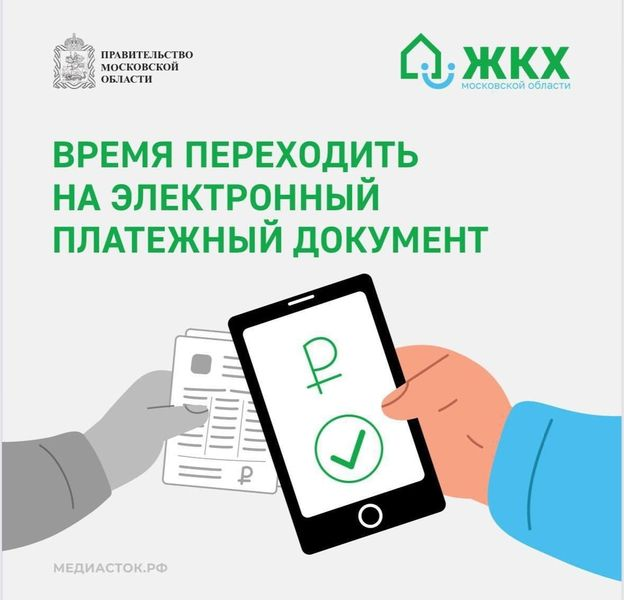 ПРАВИТЕЛЬСТВО
МОСКОВСКОЙ
ОБЛАСТИ
ЖКХ
московской области
ВРЕМЯ ПЕРЕХОДИТЬ
НА ЭЛЕКТРОННЫЙ
ПЛАТЕЖНЫЙ ДОКУМЕНТ
₽
₽
МЕДИАСТОК.РФ